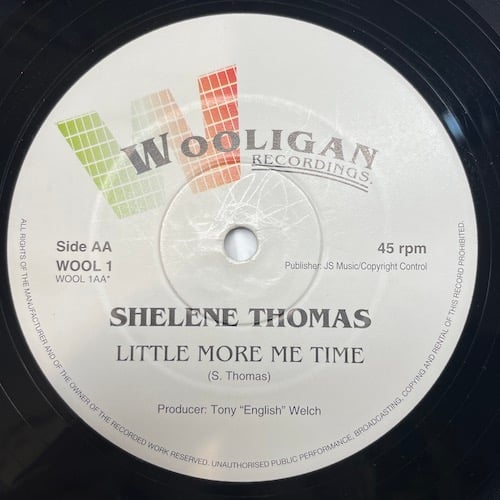 WOOLIGAN
RECORDINGS
Side AA
45 rpm
WOOL 1
WOOL 1AA*
Publisher: JS Music/Copyright Control
SHELENE THOMAS
LITTLE MORE ME TIME
(S. Thomas)
Producer: Tony "English" Welch
ALL RIGHTS OF THE MANUFACTURER AND OF THE OWNER OF THE RECORDED WORK RESERVED. UNAUTHORISED PUBLIC PERFORMANCE, BROADCASTING, COPYING AND RENTAL OF THIS RECORD PROHIBITED.